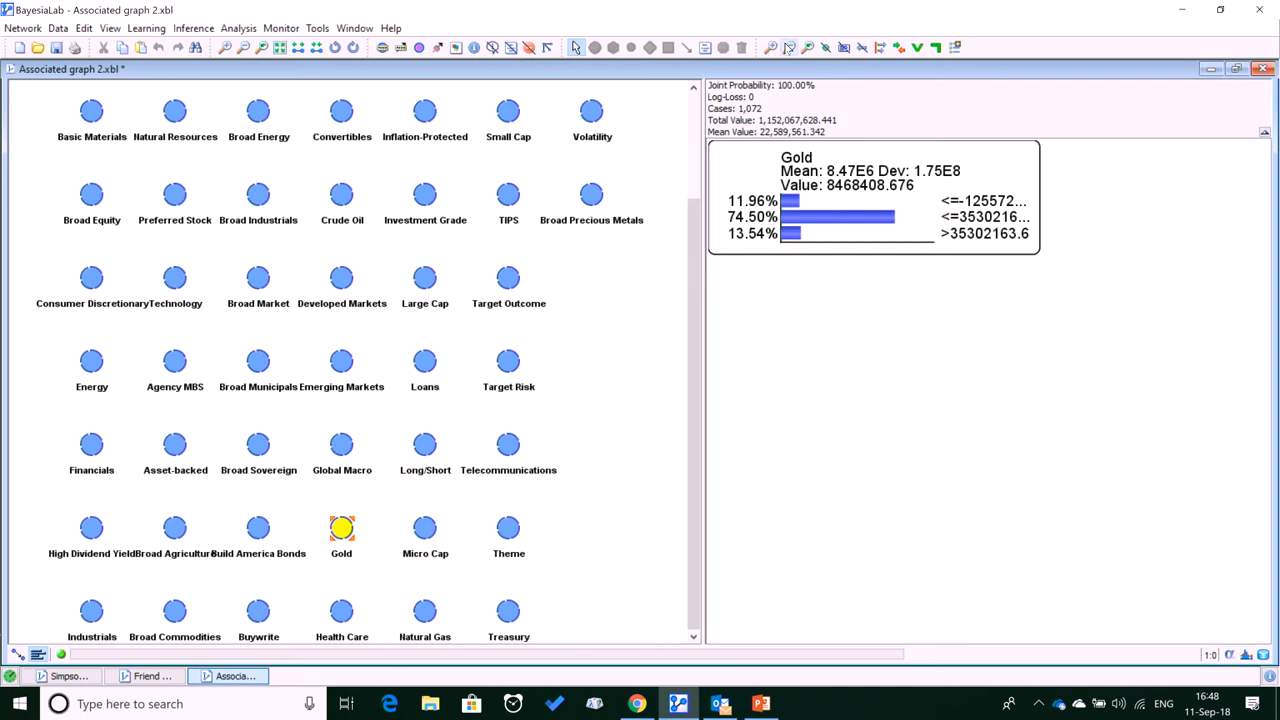 BayesiaLab - Associated graph 2.xbl
Network Data Edit View Learning Inference Analysis Monitor Tools Window Help
Associated graph 2.xbl *
Basic Materials Natural Resources Broad Energy Convertibles Inflation-Protected Small Cap Volatility
Broad Equity Preferred Stock Broad Industrials Crude Oil Investment Grade TIPS Broad Precious Metals
Consumer Discretionary Technology Broad Market Developed Markets Large Cap Target Outcome
Energy Agency MBS Broad Municipals Emerging Markets Loans Target Risk
Financials Asset-backed Broad Sovereign Global Macro Long/Short Telecommunications
High Dividend Yield Broad Agriculture Build America Bonds Gold Micro Cap Theme
Industrials Broad Commodities Buywrite Health Care Natural Gas Treasury
Joint Probability: 100.00%
Log-Loss: 0
Cases: 1,072
Total Value: 1,152,067,628.441
Mean Value: 22,589,561.342
Gold
Mean: 8.47E6 Dev: 1.75E8
Value: 8468408.676
11.96% <=-125572...
74.50% <=3530216...
13.54% >35302163.6
1:0
Simpso... Friend ... Associa...
Type here to search
ENG
16:48
11-Sep-18